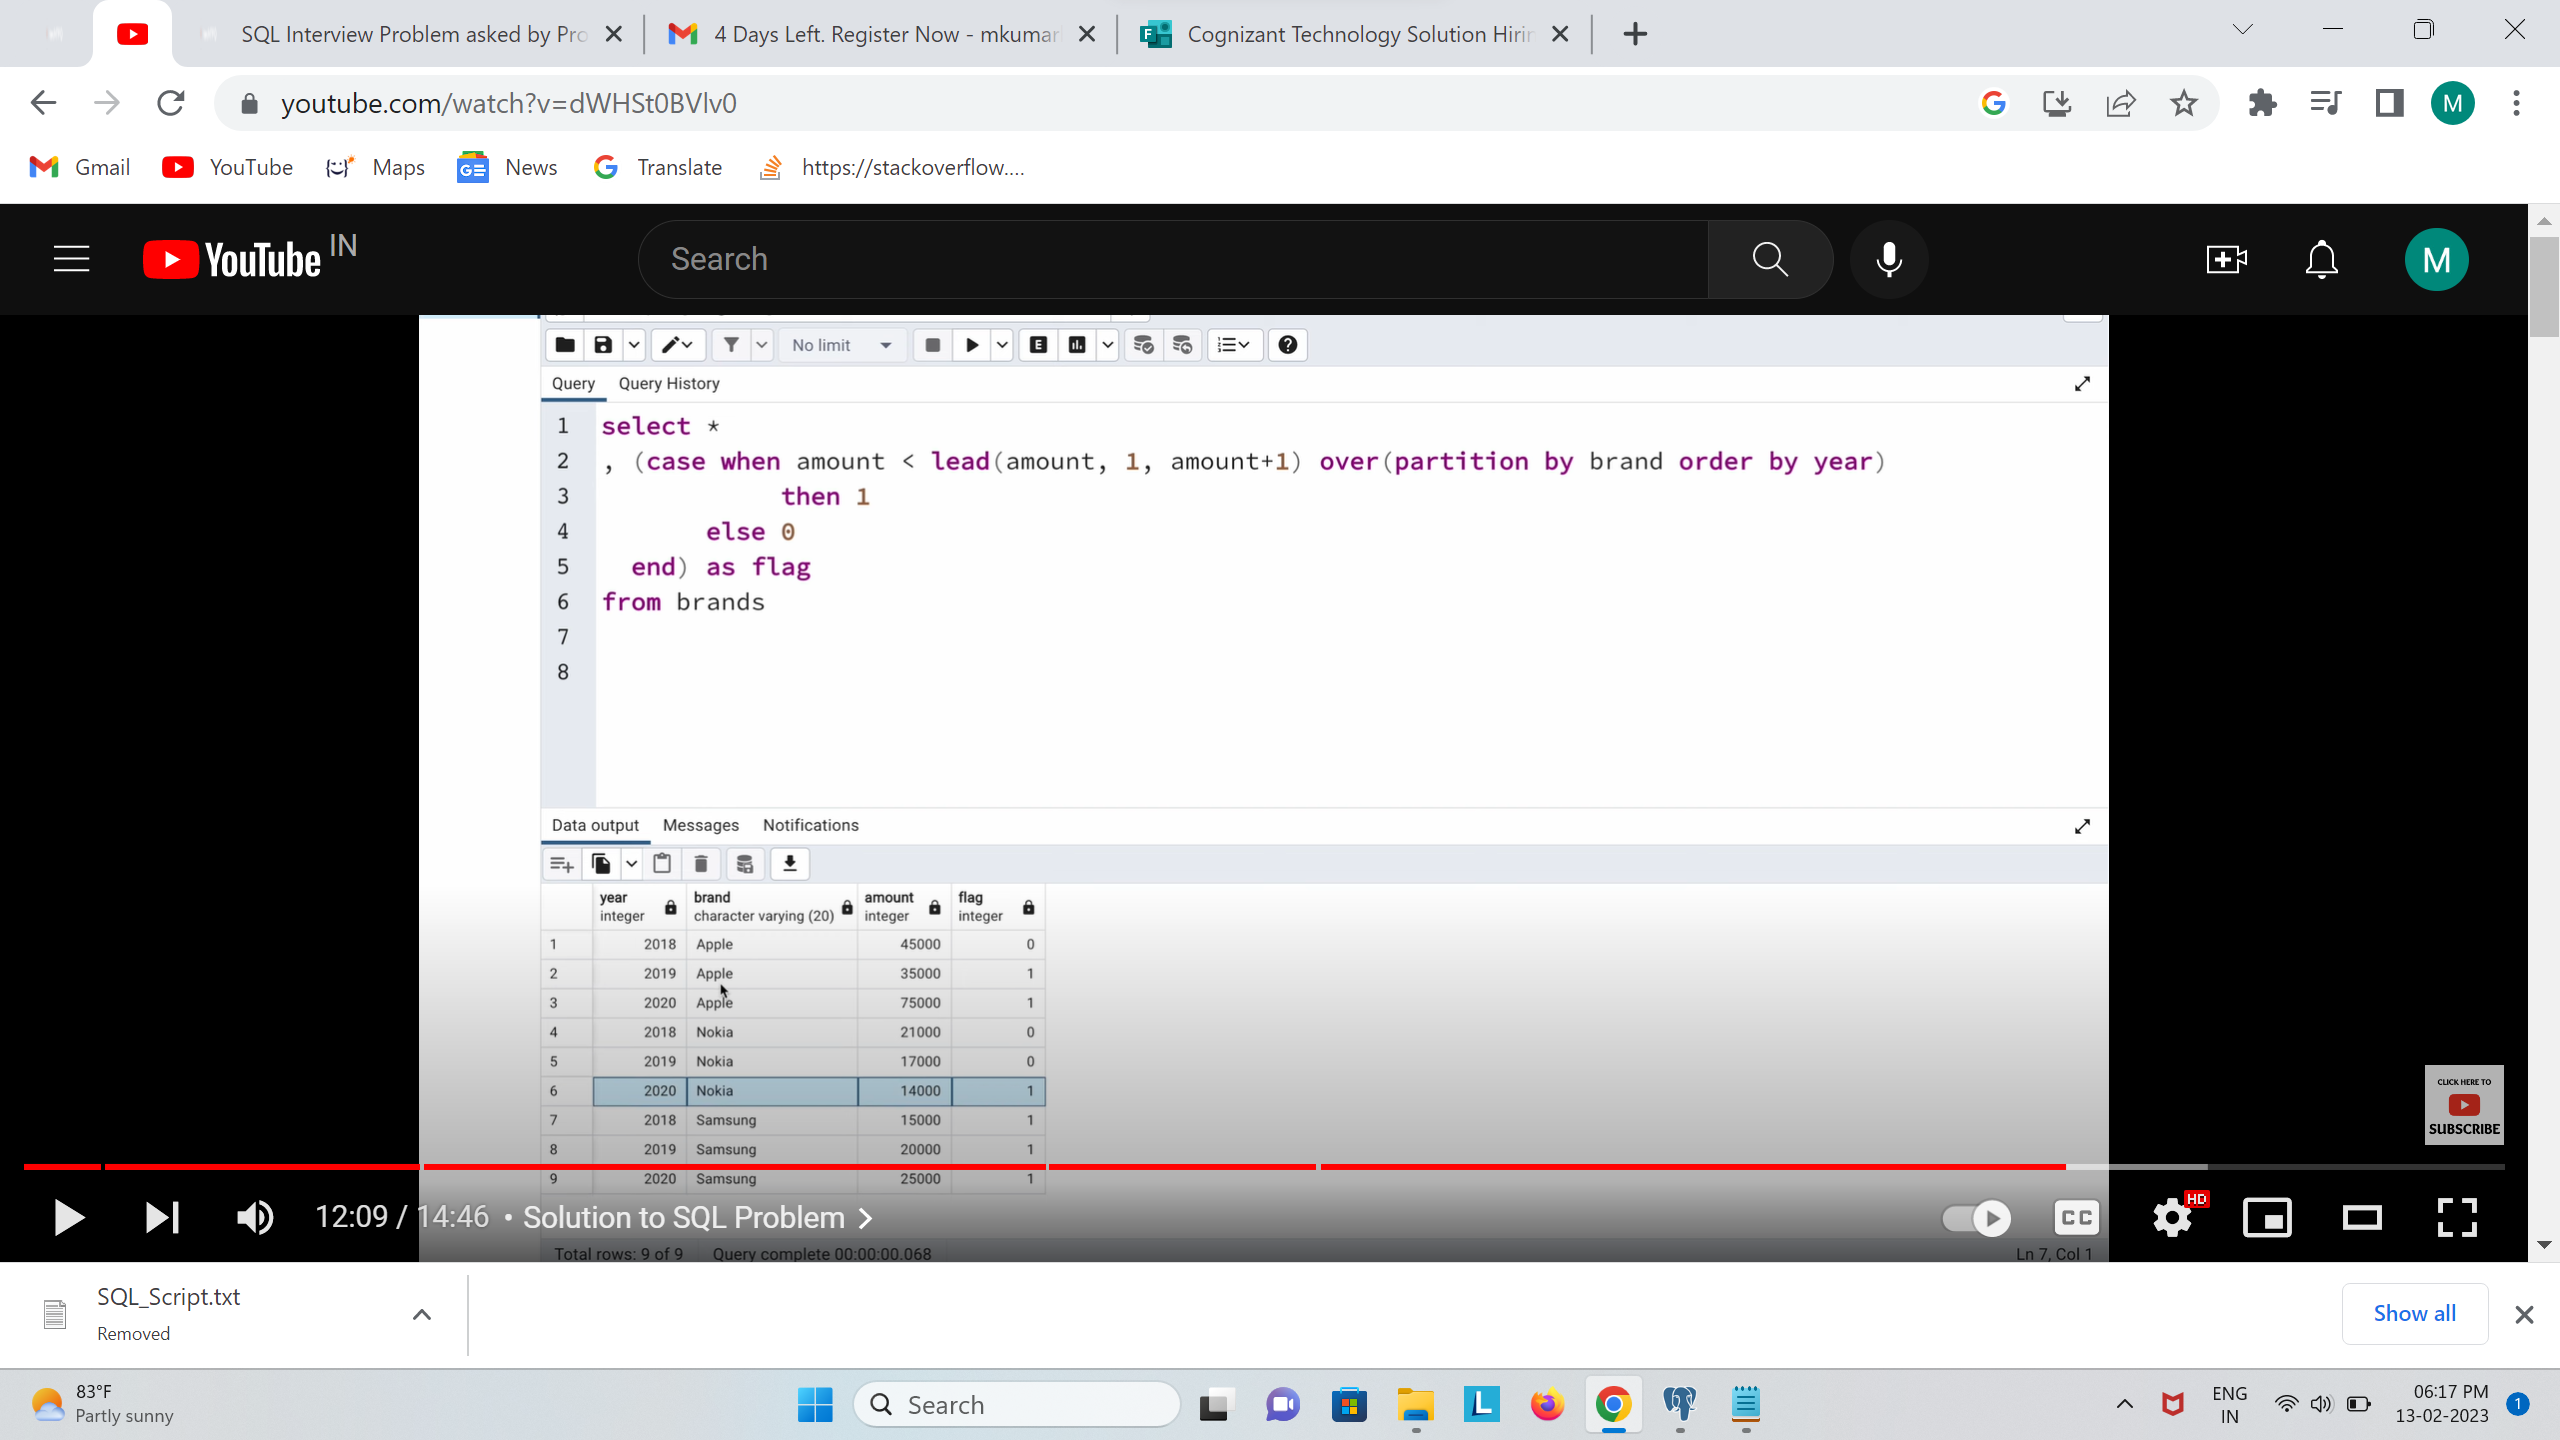 SQL Interview Problem asked by Pro
4 Days Left. Register Now - mkumar
Cognizant Technology Solution Hirin
youtube.com/watch?v=dWHSt0BVlv0
M
Gmail YouTube Maps News Translate https://stackoverflow....
YouTube IN
Search
M
No limit
Query Query History
1 select *
2 , (case when amount < lead(amount, 1, amount+1) over(partition by brand order by year)
3 then 1
4 else 0
5 end) as flag
6 from brands
7
8
Data output Messages Notifications
year integer brand character varying (20) amount integer flag integer
1 2018 Apple 45000 0
2 2019 Apple 35000 1
3 2020 Apple 75000 1
4 2018 Nokia 21000 0
5 2019 Nokia 17000 0
6 2020 Nokia 14000 1
7 2018 Samsung 15000 1
8 2019 Samsung 20000 1
9 2020 Samsung 25000 1
CLICK HERE TO
SUBSCRIBE
12:09 / 14:46 • Solution to SQL Problem
CC
HD
Total rows: 9 of 9 Query complete 00:00:00.068 Ln 7, Col 1
SQL_Script.txt
Removed
Show all
83°F
Partly sunny
Search
ENG
IN
06:17 PM
13-02-2023
1